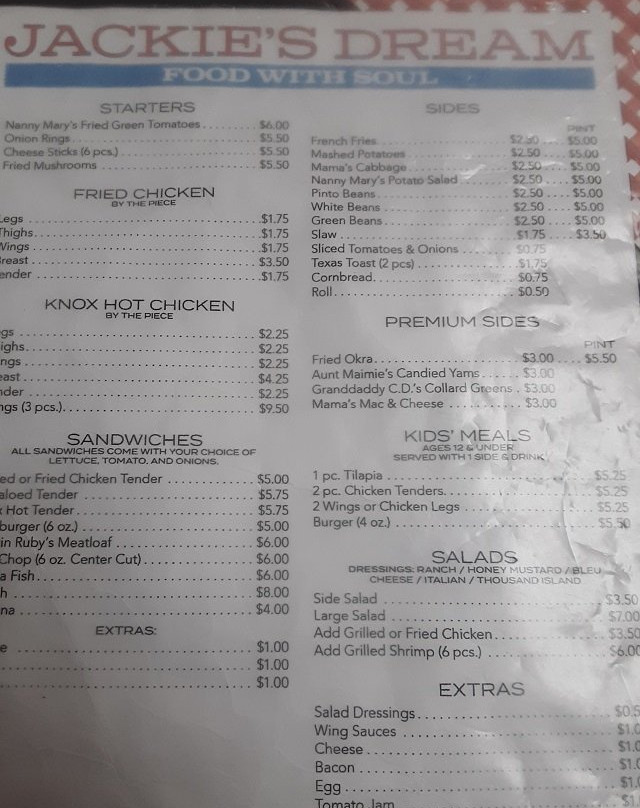 JACKIE'S DREAM
FOOD WITH SOUL
STARTERS
Nanny Mary's Fried Green Tomatoes $6.00
Onion Rings $5.50
Cheese Sticks (6 pcs.) $5.50
Fried Mushrooms $5.50
FRIED CHICKEN
BY THE PIECE
Legs $1.75
Thighs $1.75
Wings $1.75
reast $3.50
ender $1.75
KNOX HOT CHICKEN
BY THE PIECE
gs $2.25
ighs $2.25
ngs $2.25
ast $4.25
nder $2.25
ngs (3 pcs.) $9.50
SANDWICHES
ALL SANDWICHES COME WITH YOUR CHOICE OF
LETTUCE, TOMATO, AND ONIONS.
ed or Fried Chicken Tender $5.00
aloed Tender $5.75
x Hot Tender $5.75
burger (6 oz.) $5.00
in Ruby's Meatloaf $6.00
Chop (6 oz. Center Cut) $6.00
a Fish $6.00
h $8.00
na $4.00
EXTRAS:
e $1.00
$1.00
$1.00
SIDES
PINT
French Fries $2.50 $5.00
Mashed Potatoes $2.50 $5.00
Mama's Cabbage $2.50 $5.00
Nanny Mary's Potato Salad $2.50 $5.00
Pinto Beans $2.50 $5.00
White Beans $2.50 $5.00
Green Beans $2.50 $5.00
Slaw $1.75 $3.50
Sliced Tomatoes & Onions $0.75
Texas Toast (2 pcs) $1.75
Cornbread $0.75
Roll $0.50
PREMIUM SIDES
PINT
Fried Okra $3.00 $5.50
Aunt Maimie's Candied Yams $3.00
Granddaddy C.D.'s Collard Greens $3.00
Mama's Mac & Cheese $3.00
KIDS' MEALS
AGES 12 & UNDER
SERVED WITH 1 SIDE & DRINK
1 pc. Tilapia $5.25
2 pc. Chicken Tenders $5.25
2 Wings or Chicken Legs $5.25
Burger (4 oz.) $5.50
SALADS
DRESSINGS: RANCH / HONEY MUSTARD / BLEU
CHEESE / ITALIAN / THOUSAND ISLAND
Side Salad $3.50
Large Salad $7.00
Add Grilled or Fried Chicken $3.50
Add Grilled Shrimp (6 pcs.) $6.00
EXTRAS
Salad Dressings $0.5
Wing Sauces $1.0
Cheese $1.0
Bacon $1.0
Egg $1.0
Tomato Jam $1